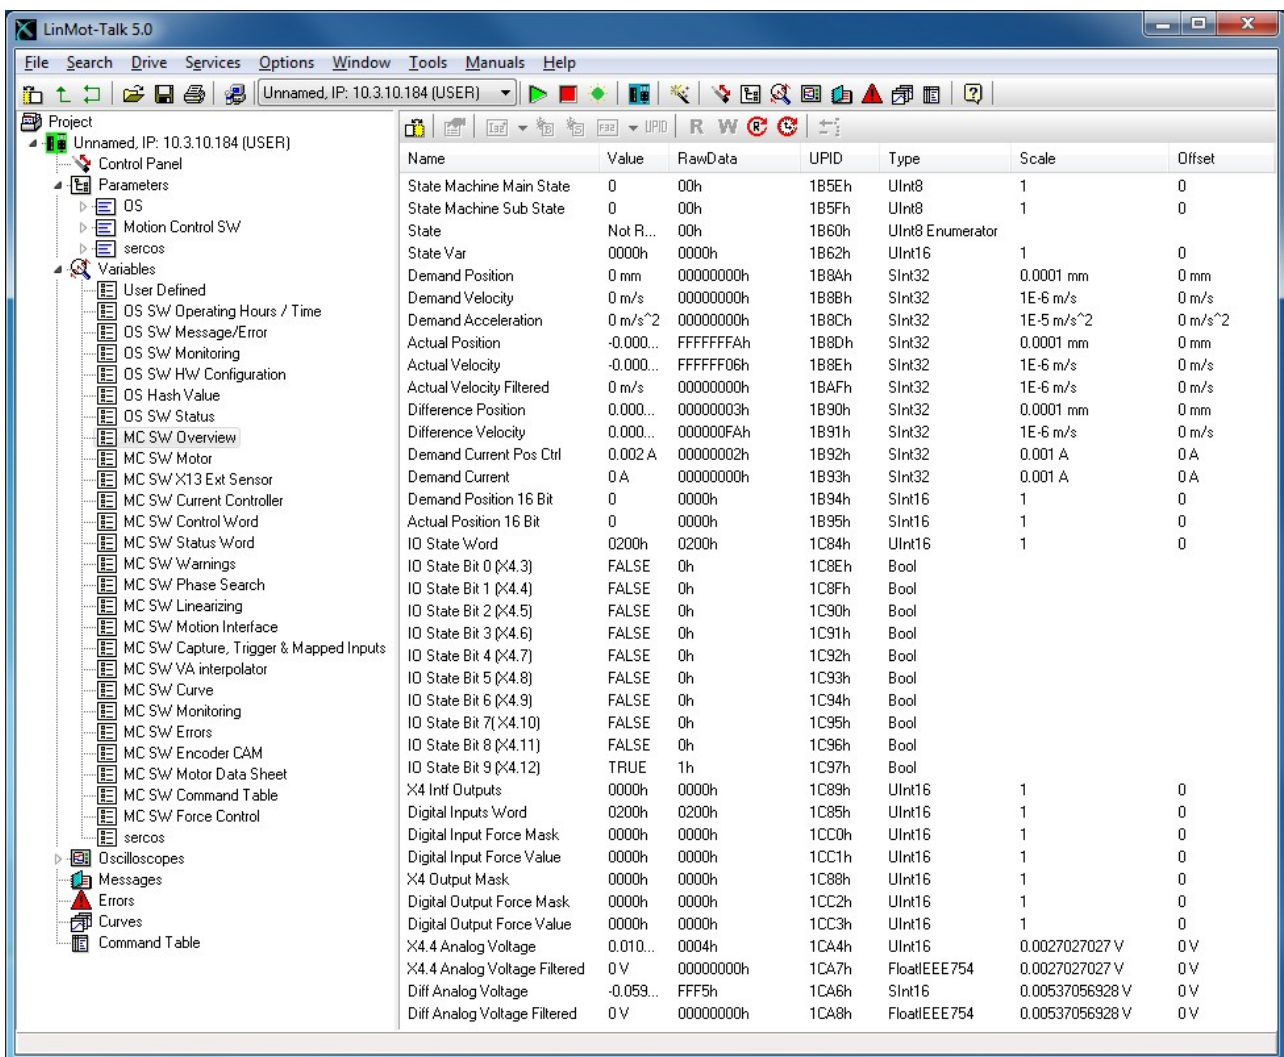 LinMot-Talk 5.0
File Search Drive Services Options Window Tools Manuals Help
Unnamed, IP: 10.3.10.184 (USER)
Project
Unnamed, IP: 10.3.10.184 (USER)
Control Panel
Parameters
OS
Motion Control SW
sercos
Variables
User Defined
OS SW Operating Hours / Time
OS SW Message/Error
OS SW Monitoring
OS SW HW Configuration
OS Hash Value
OS SW Status
MC SW Overview
MC SW Motor
MC SW X13 Ext Sensor
MC SW Current Controller
MC SW Control Word
MC SW Status Word
MC SW Warnings
MC SW Phase Search
MC SW Linearizing
MC SW Motion Interface
MC SW Capture, Trigger & Mapped Inputs
MC SW VA interpolator
MC SW Curve
MC SW Monitoring
MC SW Errors
MC SW Encoder CAM
MC SW Motor Data Sheet
MC SW Command Table
MC SW Force Control
sercos
Oscilloscopes
Messages
Errors
Curves
Command Table
UPID R W
Name Value RawData UPID Type Scale Offset
State Machine Main State 0 00h 1B5Eh UInt8 1 0
State Machine Sub State 0 00h 1B5Fh UInt8 1 0
State Not R... 00h 1B60h UInt8 Enumerator
State Var 0000h 0000h 1B62h UInt16 1 0
Demand Position 0 mm 00000000h 1B8Ah SInt32 0.0001 mm 0 mm
Demand Velocity 0 m/s 00000000h 1B8Bh SInt32 1E-6 m/s 0 m/s
Demand Acceleration 0 m/s^2 00000000h 1B8Ch SInt32 1E-5 m/s^2 0 m/s^2
Actual Position -0.000... FFFFFFFAh 1B8Dh SInt32 0.0001 mm 0 mm
Actual Velocity -0.000... FFFFFF06h 1B8Eh SInt32 1E-6 m/s 0 m/s
Actual Velocity Filtered 0 m/s 00000000h 1BAFh SInt32 1E-6 m/s 0 m/s
Difference Position 0.000... 00000003h 1B90h SInt32 0.0001 mm 0 mm
Difference Velocity 0.000... 000000FAh 1B91h SInt32 1E-6 m/s 0 m/s
Demand Current Pos Ctrl 0.002 A 00000002h 1B92h SInt32 0.001 A 0 A
Demand Current 0 A 00000000h 1B93h SInt32 0.001 A 0 A
Demand Position 16 Bit 0 0000h 1B94h SInt16 1 0
Actual Position 16 Bit 0 0000h 1B95h SInt16 1 0
IO State Word 0200h 0200h 1C84h UInt16 1 0
IO State Bit 0 (X4.3) FALSE 0h 1C8Eh Bool
IO State Bit 1 (X4.4) FALSE 0h 1C8Fh Bool
IO State Bit 2 (X4.5) FALSE 0h 1C90h Bool
IO State Bit 3 (X4.6) FALSE 0h 1C91h Bool
IO State Bit 4 (X4.7) FALSE 0h 1C92h Bool
IO State Bit 5 (X4.8) FALSE 0h 1C93h Bool
IO State Bit 6 (X4.9) FALSE 0h 1C94h Bool
IO State Bit 7( X4.10) FALSE 0h 1C95h Bool
IO State Bit 8 (X4.11) FALSE 0h 1C96h Bool
IO State Bit 9 (X4.12) TRUE 1h 1C97h Bool
X4 Intf Outputs 0000h 0000h 1C89h UInt16 1 0
Digital Inputs Word 0200h 0200h 1C85h UInt16 1 0
Digital Input Force Mask 0000h 0000h 1CC0h UInt16 1 0
Digital Input Force Value 0000h 0000h 1CC1h UInt16 1 0
X4 Output Mask 0000h 0000h 1C88h UInt16 1 0
Digital Output Force Mask 0000h 0000h 1CC2h UInt16 1 0
Digital Output Force Value 0000h 0000h 1CC3h UInt16 1 0
X4.4 Analog Voltage 0.010... 0004h 1CA4h UInt16 0.0027027027 V 0 V
X4.4 Analog Voltage Filtered 0 V 00000000h 1CA7h FloatIEEE754 0.0027027027 V 0 V
Diff Analog Voltage -0.059... FFF5h 1CA6h SInt16 0.00537056928 V 0 V
Diff Analog Voltage Filtered 0 V 00000000h 1CA8h FloatIEEE754 0.00537056928 V 0 V